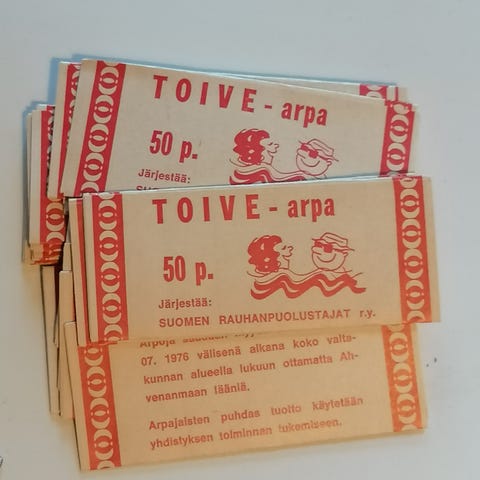 TOIVE - arpa
50 p.
Järjestää:
TOIVE - arpa
50 p.
Järjestää:
SUOMEN RAUHANPUOLUSTAJAT r.y.
07. 1976 välisenä aikana koko valta-
kunnan alueella lukuun ottamatta Ah-
venanmaan lääniä.
Arpajaisten puhdas tuotto käytetään
yhdistyksen toiminnan tukemiseen.